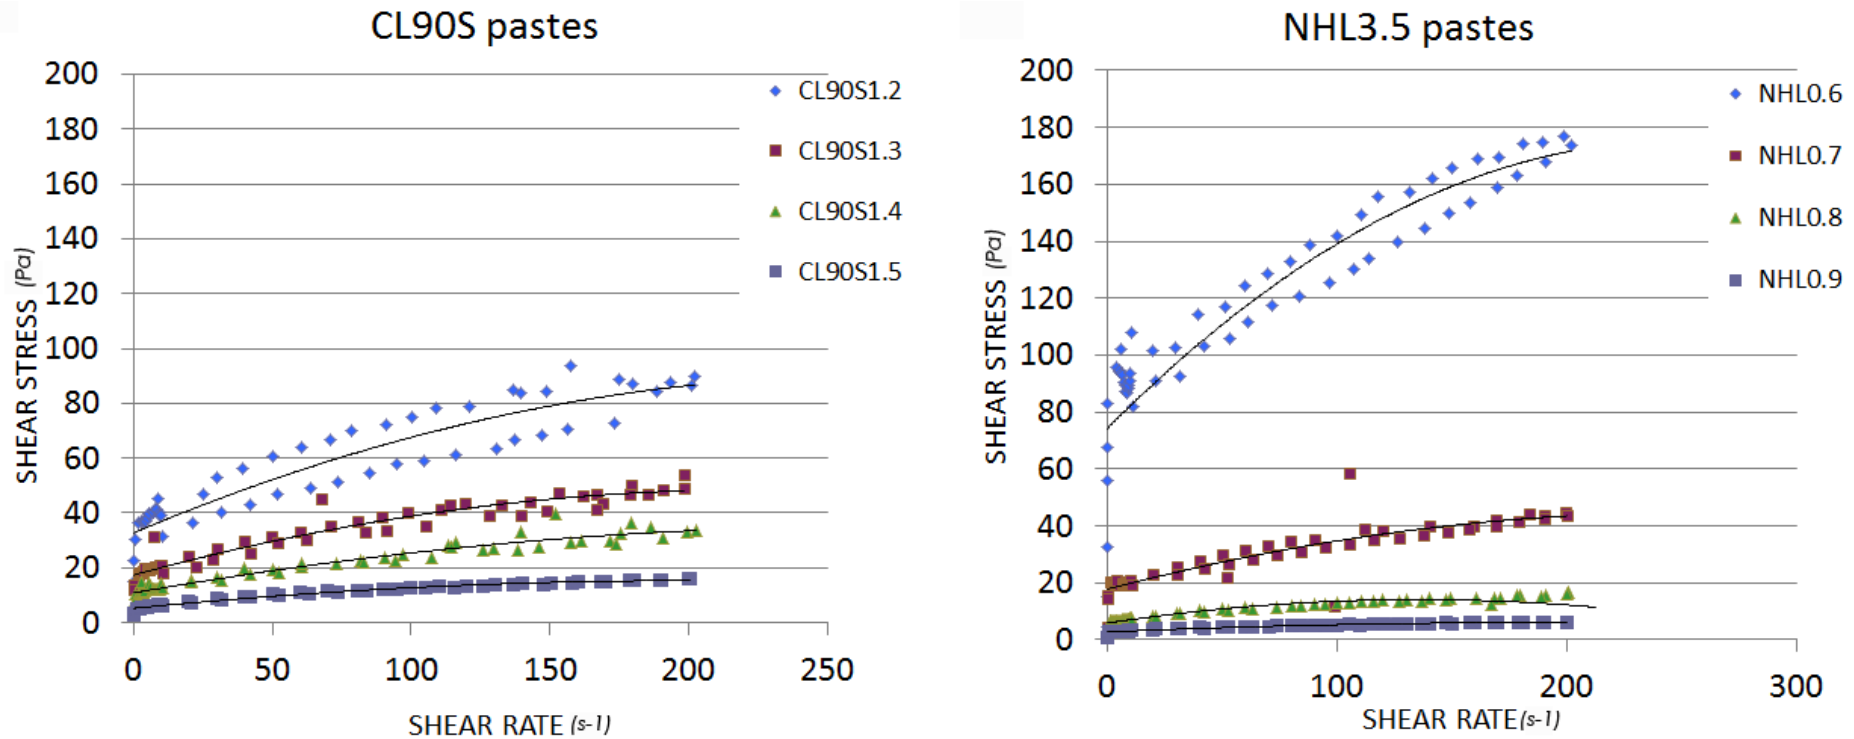 CL90S pastes
200
180
160
140
120
100
80
60
40
20
0
SHEAR STRESS (Pa)
0 50 100 150 200 250
SHEAR RATE (s-1)
CL90S1.2
CL90S1.3
CL90S1.4
CL90S1.5
NHL3.5 pastes
200
180
160
140
120
100
80
60
40
20
0
SHEAR STRESS (Pa)
0 100 200 300
SHEAR RATE(s-1)
NHL0.6
NHL0.7
NHL0.8
NHL0.9